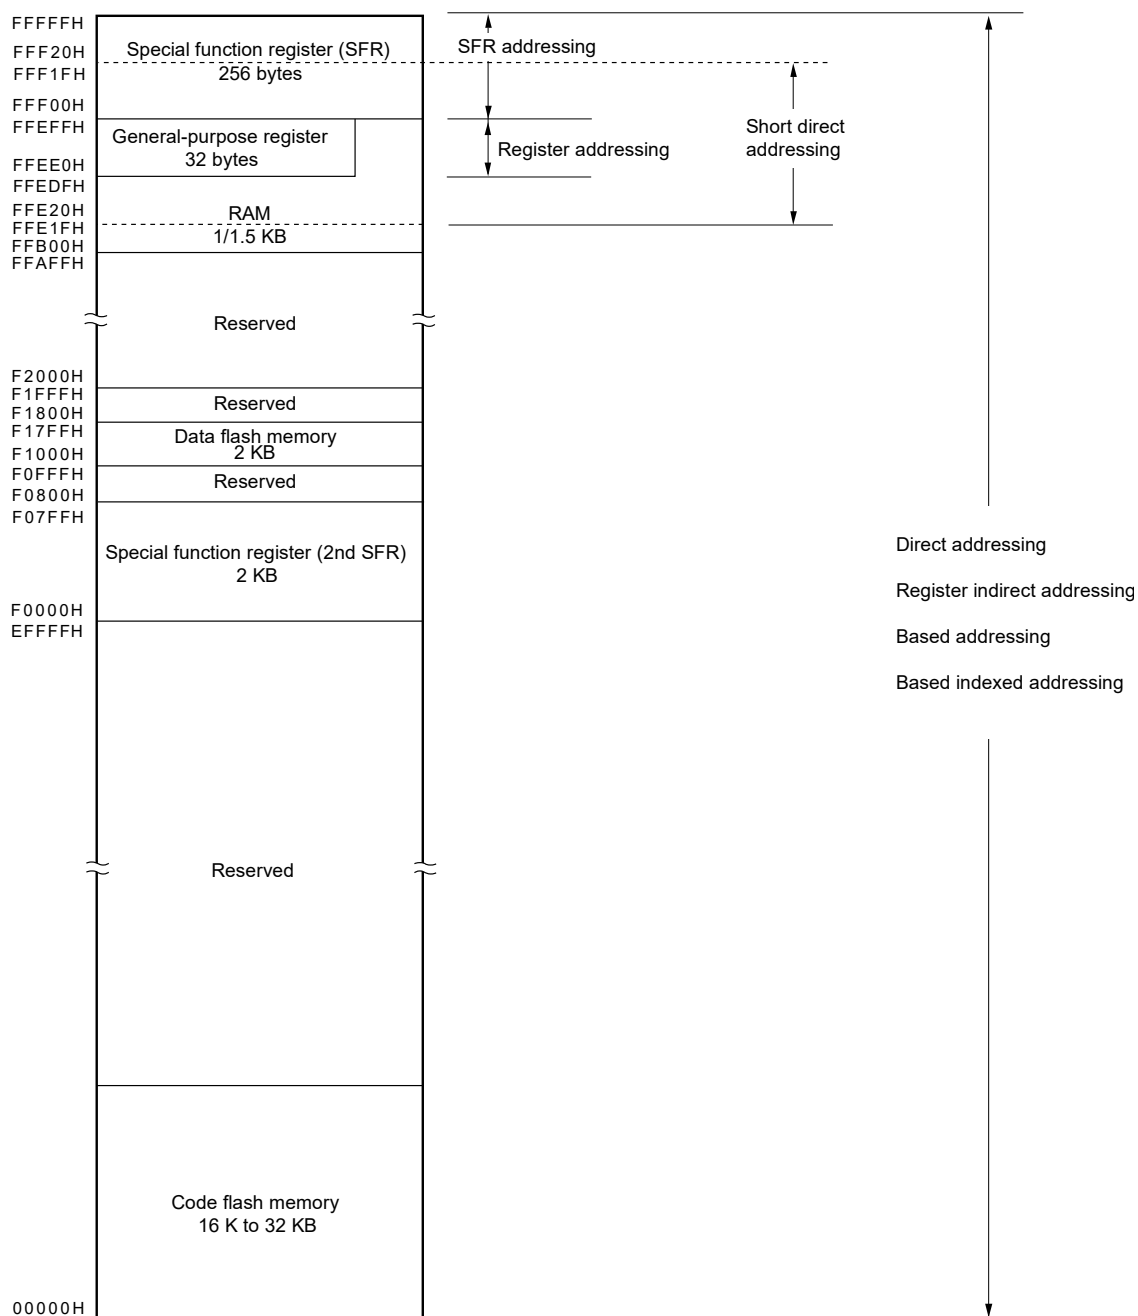 FFFFFH
SFR addressing
FFF20H
Special function register (SFR)
256 bytes
FFF1FH
FFF00H
FFEFFH
General-purpose register
32 bytes
Register addressing
Short direct
addressing
FFEE0H
FFEDFH
FFE20H
RAM
1/1.5 KB
FFE1FH
FFB00H
FFAFFH
Reserved
F2000H
F1FFFH
Reserved
F1800H
F17FFH
Data flash memory
2 KB
F1000H
F0FFFH
Reserved
F0800H
F07FFH
Special function register (2nd SFR)
2 KB
F0000H
EFFFFH
Direct addressing
Register indirect addressing
Based addressing
Based indexed addressing
Reserved
Code flash memory
16 K to 32 KB
00000H